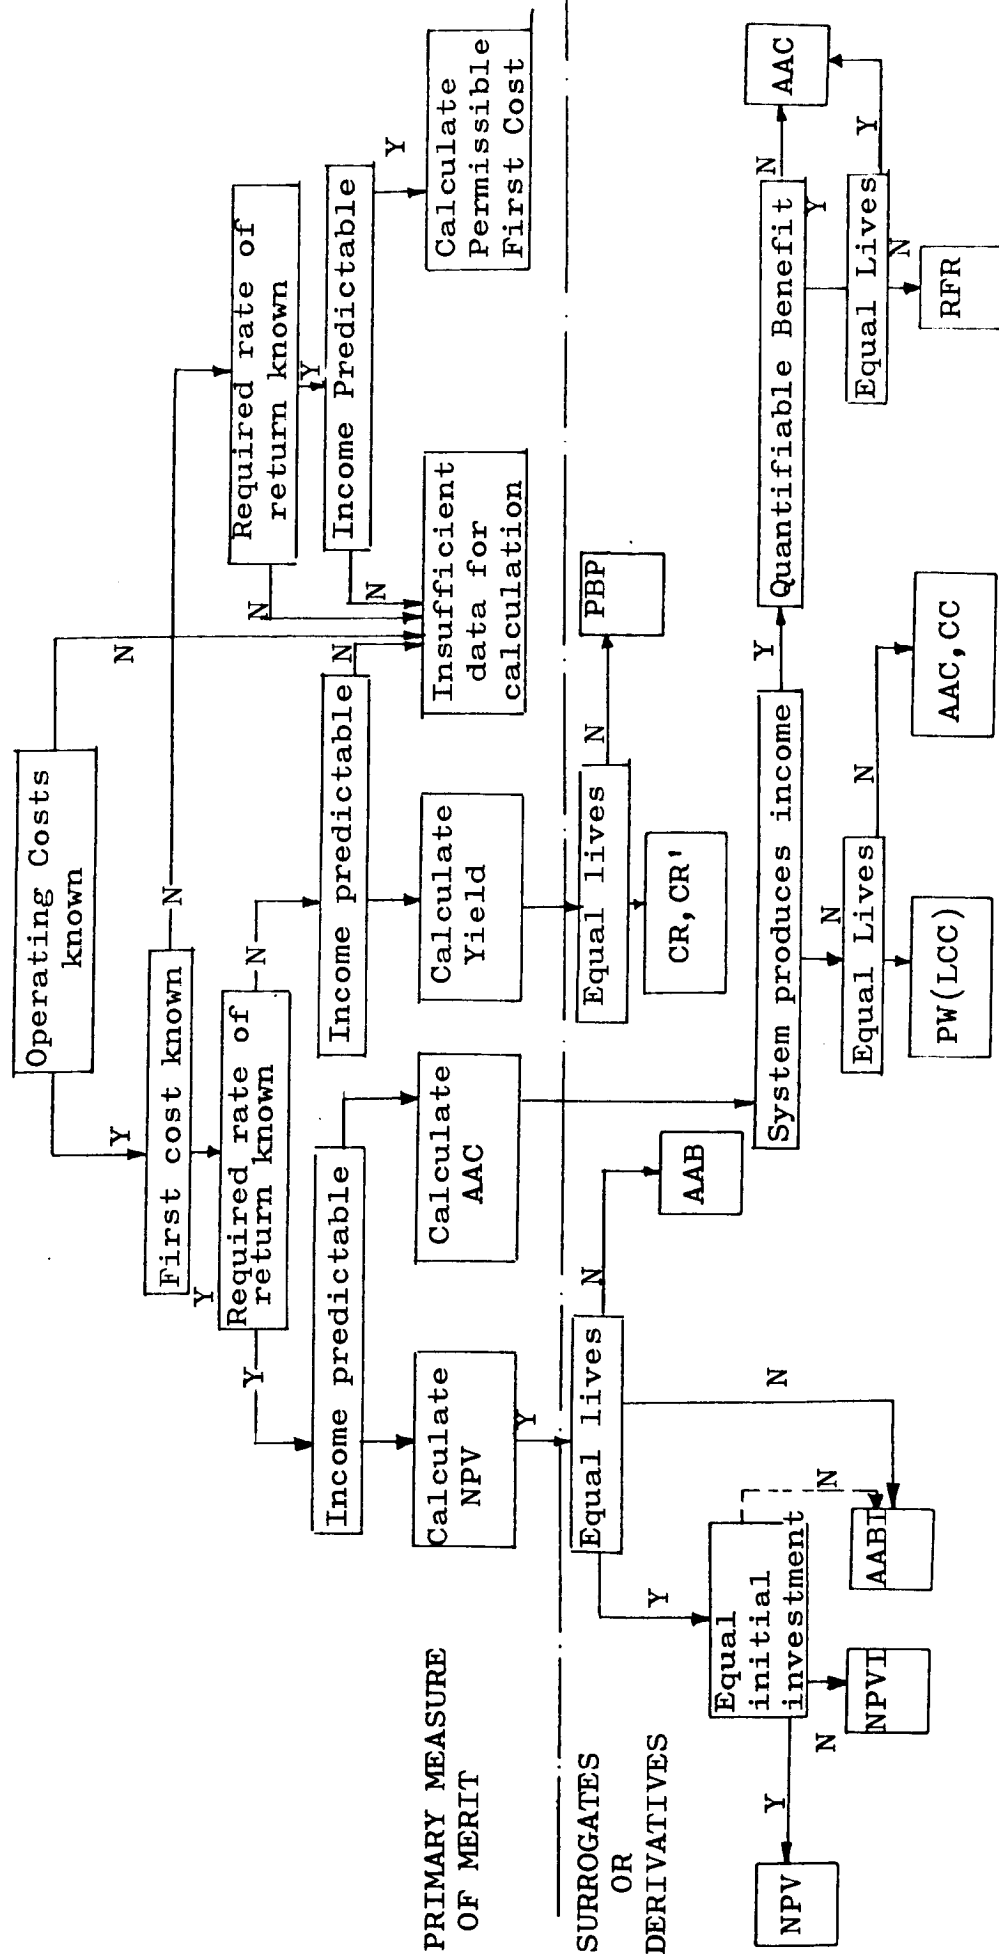 Operating Costs
known
Y
N
First cost known
N
Y
Required rate of
return known
N
Y
Required rate of
return known
N
Y
Income predictable
Income predictable
N
Income Predictable
N
Y
PRIMARY MEASURE
OF MERIT
Calculate
NPV
Y
Calculate
AAC
Calculate
Yield
Insufficient
data for
calculation
Calculate
Permissible
First Cost
SURROGATES
OR
DERIVATIVES
Equal lives
N
Y
N
AAB
Equal lives
N
PBP
CR,CR'
Equal
initial
investment
Y
N
N
NPV
NPVI
AABI
System produces income
Y
N
Quantifiable Benefit
N
Y
AAC
Equal Lives
N
PW(LCC)
AAC,CC
Equal Lives
Y
N
RFR